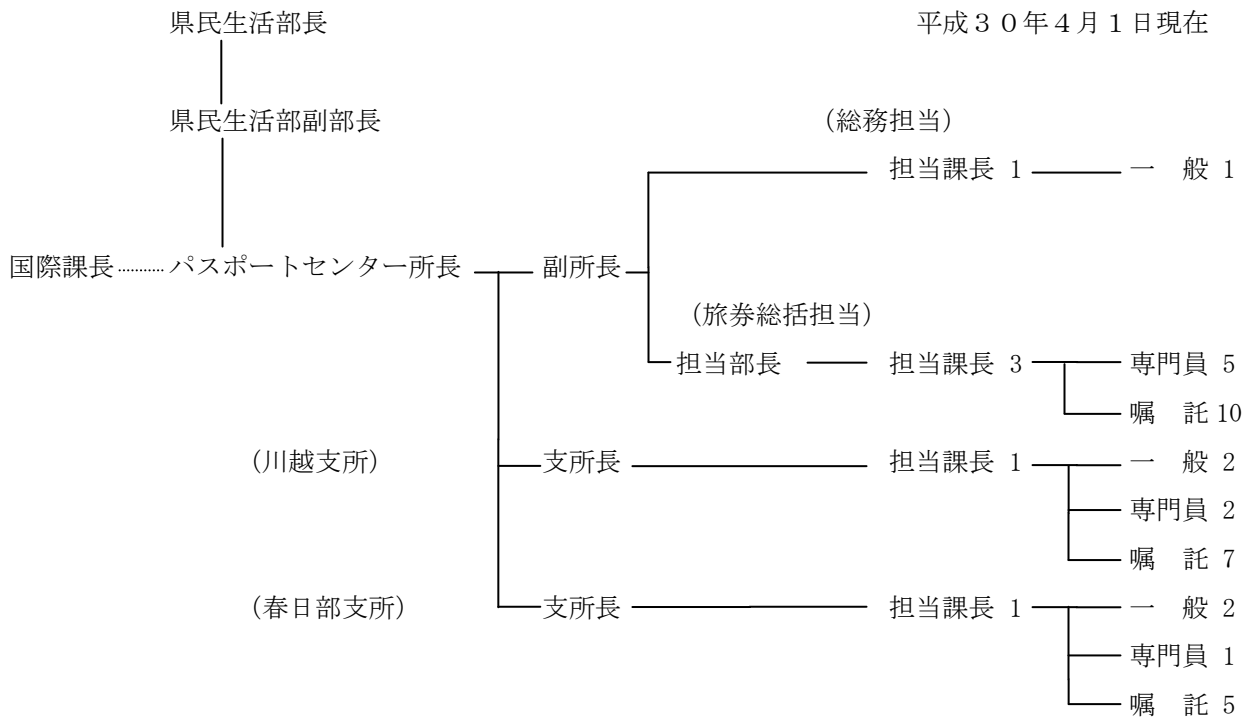 県民生活部長 平成３０年４月１日現在
県民生活部副部長 (総務担当)
担当課長 1 一 般 1
国際課長 パスポートセンター所長 副所長
(旅券総括担当)
担当部長 担当課長 3 専門員 5
嘱 託 10
(川越支所) 支所長 担当課長 1 一 般 2
専門員 2
嘱 託 7
(春日部支所) 支所長 担当課長 1 一 般 2
専門員 1
嘱 託 5